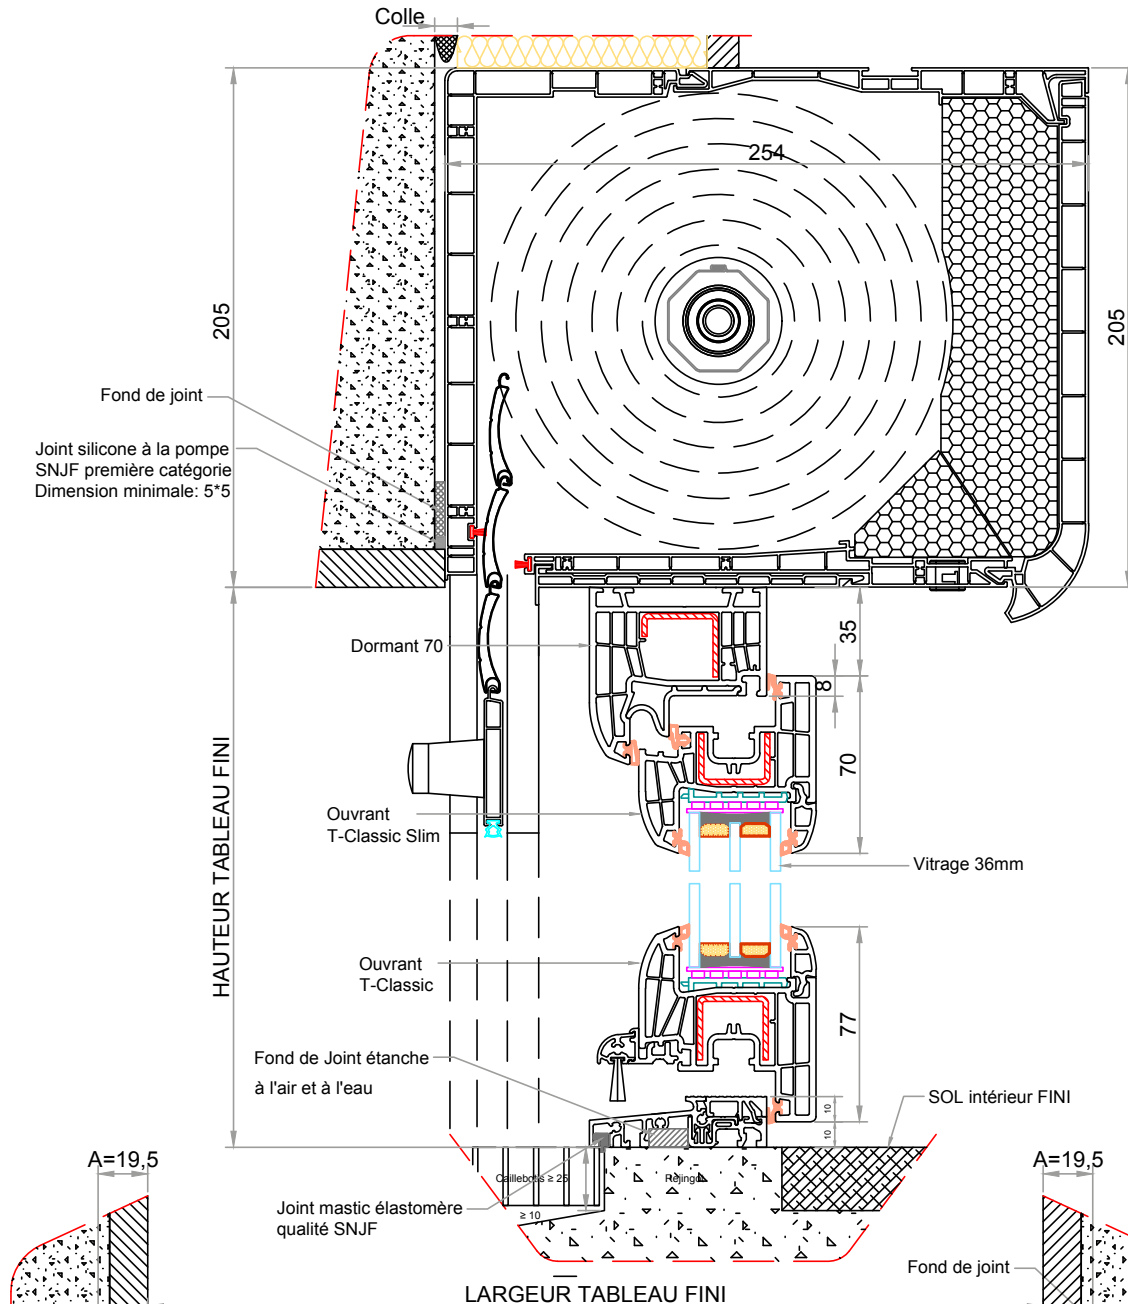 Colle
254
205
205
Fond de joint
Joint silicone à la pompe
SNJF première catégorie
Dimension minimale: 5*5
Dormant 70
35
8
70
HAUTEUR TABLEAU FINI
Ouvrant
T-Classic Slim
Vitrage 36mm
Ouvrant
T-Classic
77
Fond de Joint étanche
à l'air et à l'eau
10
10
SOL intérieur FINI
A=19,5
A=19,5
Caillebotis ≥ 25
Rejingot
≥ 10
Joint mastic élastomère
qualité SNJF
Fond de joint
LARGEUR TABLEAU FINI